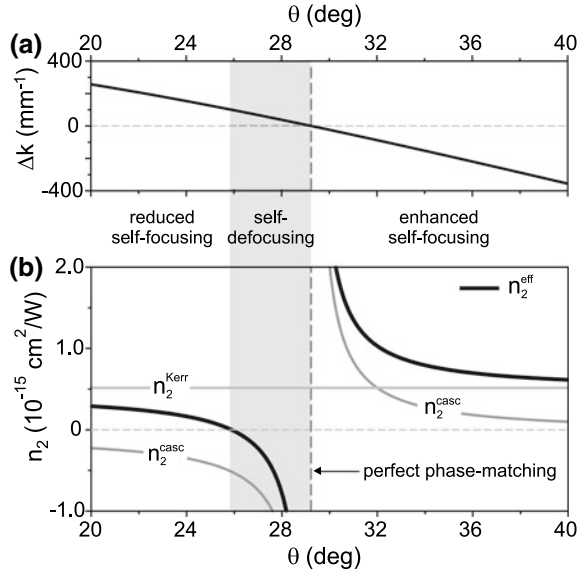 θ (deg)
(a)
20 24 28 32 36 40
400
0
-400
Δk (mm⁻¹)
reduced self-focusing
self-defocusing
enhanced self-focusing
(b)
2.0
1.0
0
-1.0
n₂ (10⁻¹⁵ cm²/W)
n₂^eff
n₂^Kerr
n₂^casc
n₂^casc
perfect phase-matching
20 24 28 32 36 40
θ (deg)